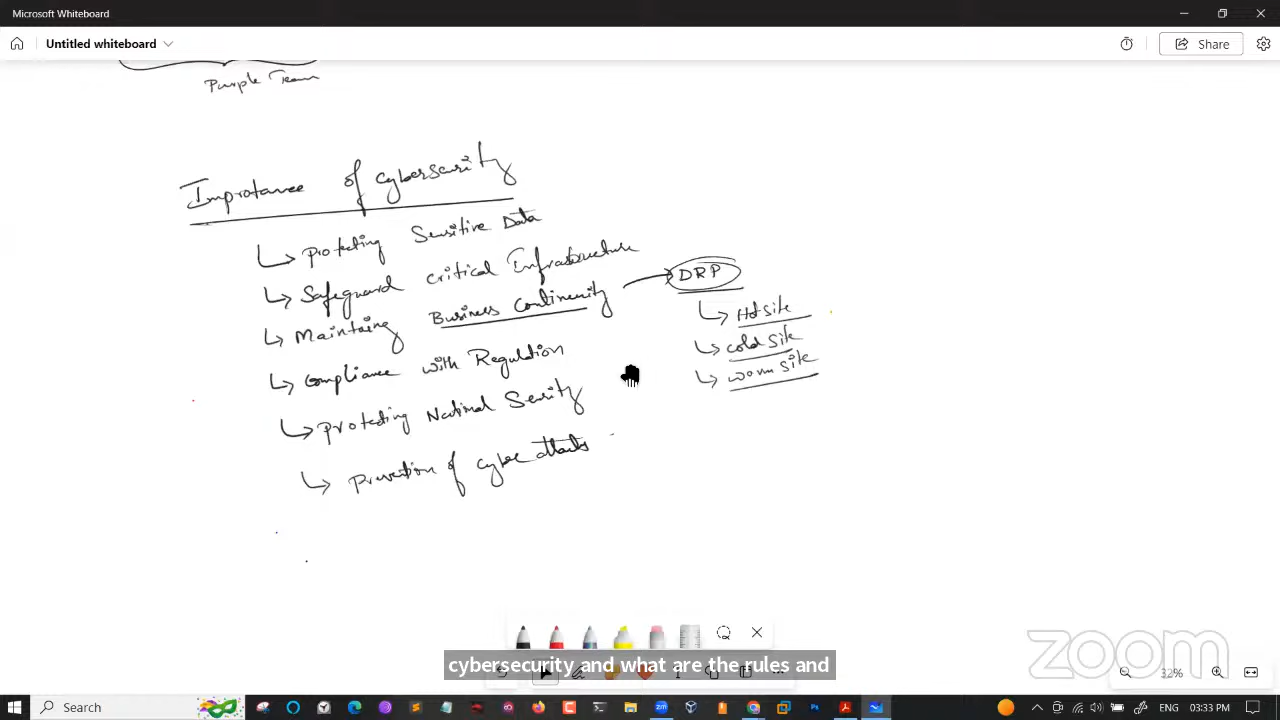 Microsoft Whiteboard
Untitled whiteboard
Share
Purple Team
Improtance of cybersecurity
Protecting Sensitive Data
Safeguard critical Infrastructure
Maintaing Business Continenity
DRP
Hot site
cold site
worm site
Compliance with Regulation
Protecting National Security
prevention of cyber attacks
zoom
cybersecurity and what are the rules and
32%
Search
ENG
03:33 PM